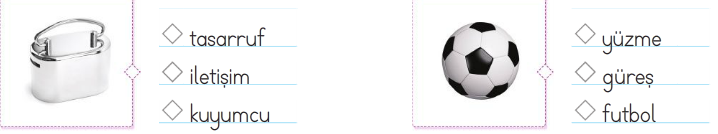 tasarruf
iletişim
kuyumcu
yüzme
güreş
futbol